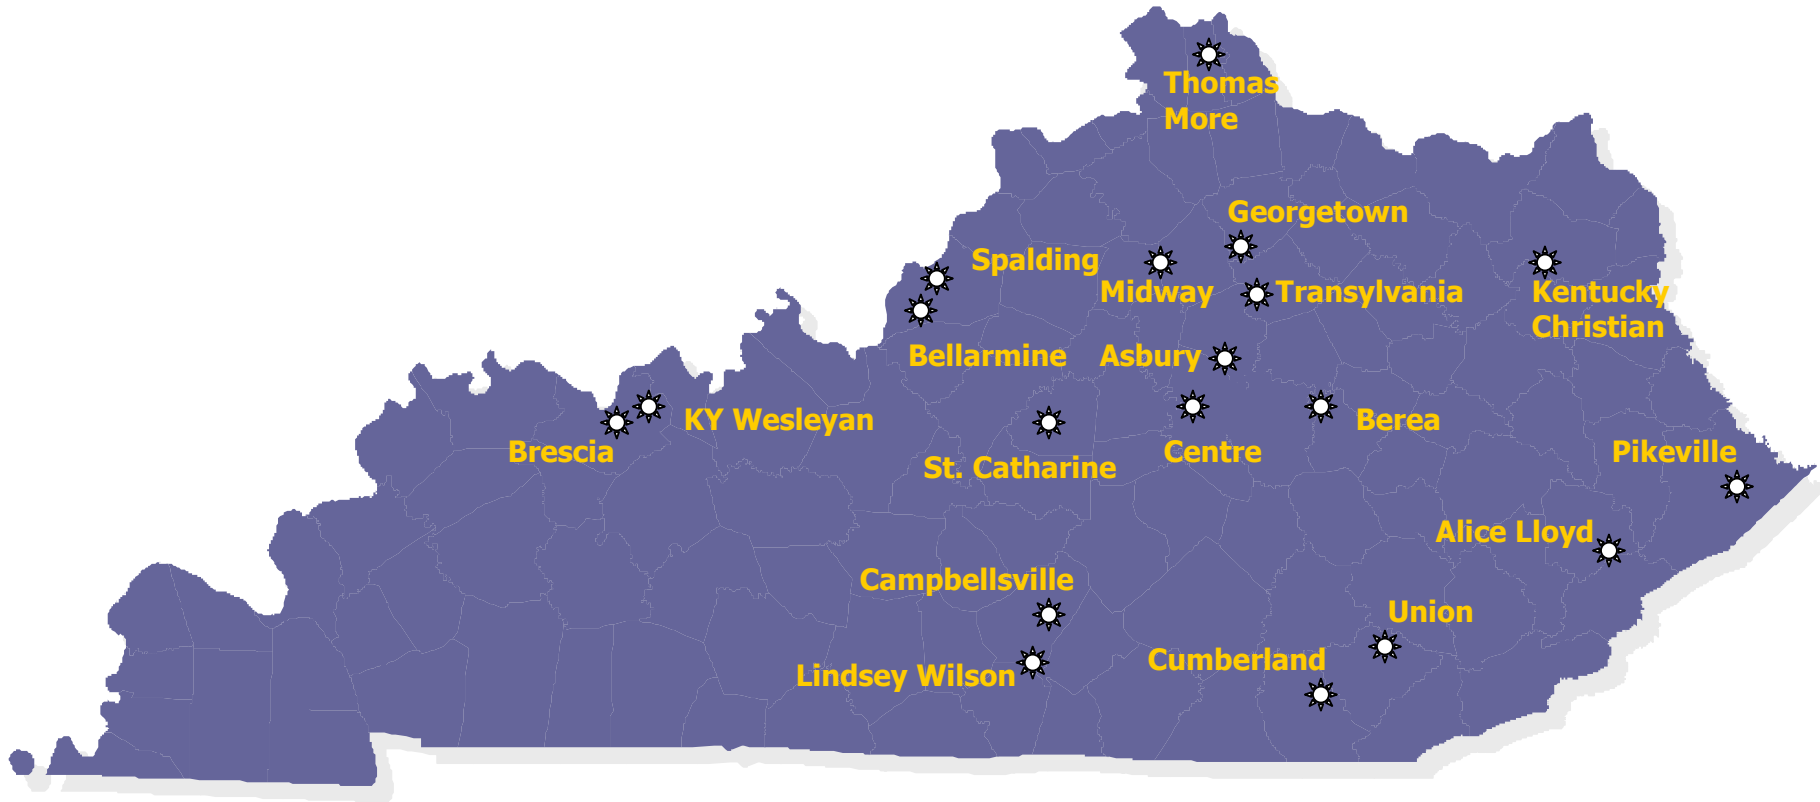 Thomas
More
Georgetown
Spalding
Midway
Transylvania
Kentucky
Christian
Bellarmine
Asbury
KY Wesleyan
Berea
Brescia
Centre
Pikeville
St. Catharine
Alice Lloyd
Campbellsville
Union
Cumberland
Lindsey Wilson